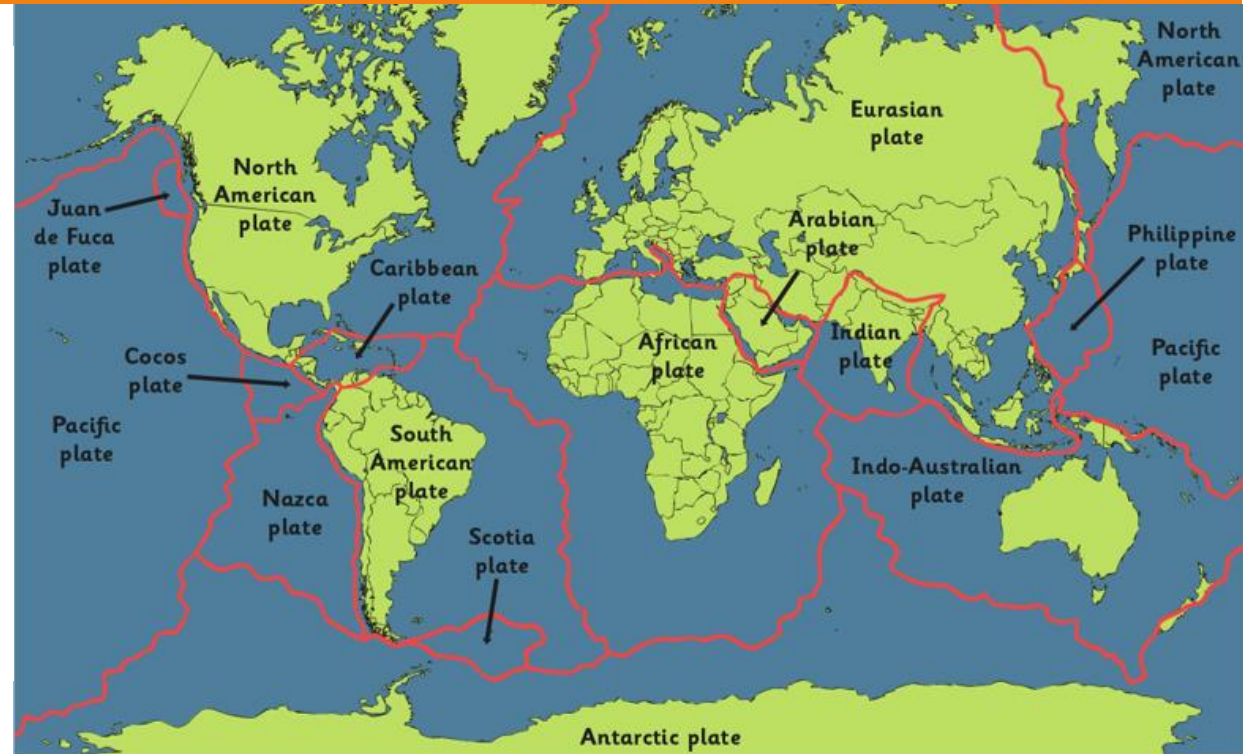 North
American
plate
Eurasian
plate
North
American
plate
Juan
de Fuca
plate
Arabian
plate
Philippine
plate
Caribbean
plate
African
plate
Indian
plate
Cocos
plate
Pacific
plate
Pacific
plate
South
American
plate
Indo-Australian
plate
Nazca
plate
Scotia
plate
Antarctic plate